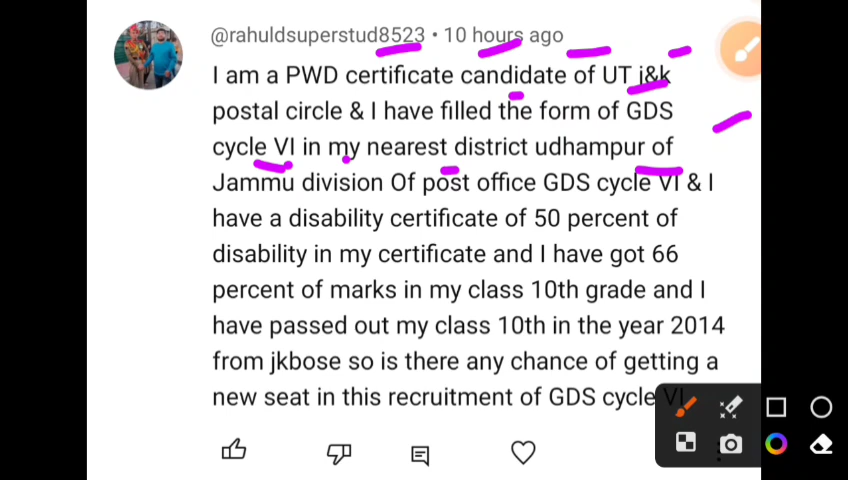 @rahuldsuperstud8523 • 10 hours ago
I am a PWD certificate candidate of UT j&k
postal circle & I have filled the form of GDS
cycle VI in my nearest district udhampur of
Jammu division Of post office GDS cycle VI & I
have a disability certificate of 50 percent of
disability in my certificate and I have got 66
percent of marks in my class 10th grade and I
have passed out my class 10th in the year 2014
from jkbose so is there any chance of getting a
new seat in this recruitment of GDS cycle VI